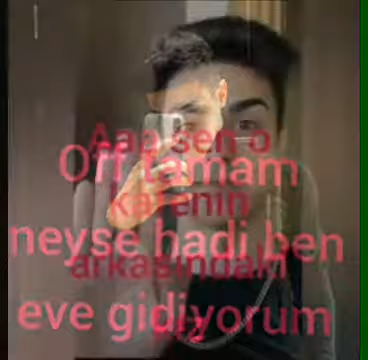 Aaa sen o
Off tamam
kafenin
neyse hadi ben
arkasındaki
eve gidiyorum